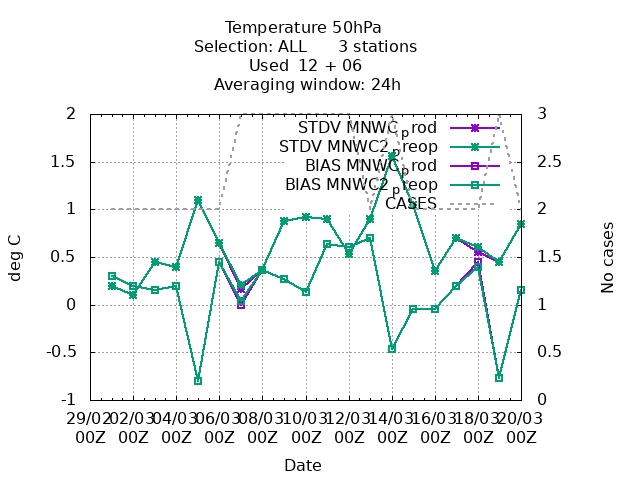 Temperature 50hPa
Selection: ALL 3 stations
Used 12 + 06
Averaging window: 24h
STDV MNWC_prod
STDV MNWC2_preop
BIAS MNWC_prod
BIAS MNWC2_preop
CASES
2
1.5
1
0.5
0
-0.5
-1
deg C
3
2.5
2
1.5
1
0.5
0
No cases
29/02 02/03 04/03 06/03 08/03 10/03 12/03 14/03 16/03 18/03 20/03
00Z 00Z 00Z 00Z 00Z 00Z 00Z 00Z 00Z 00Z 00Z
Date